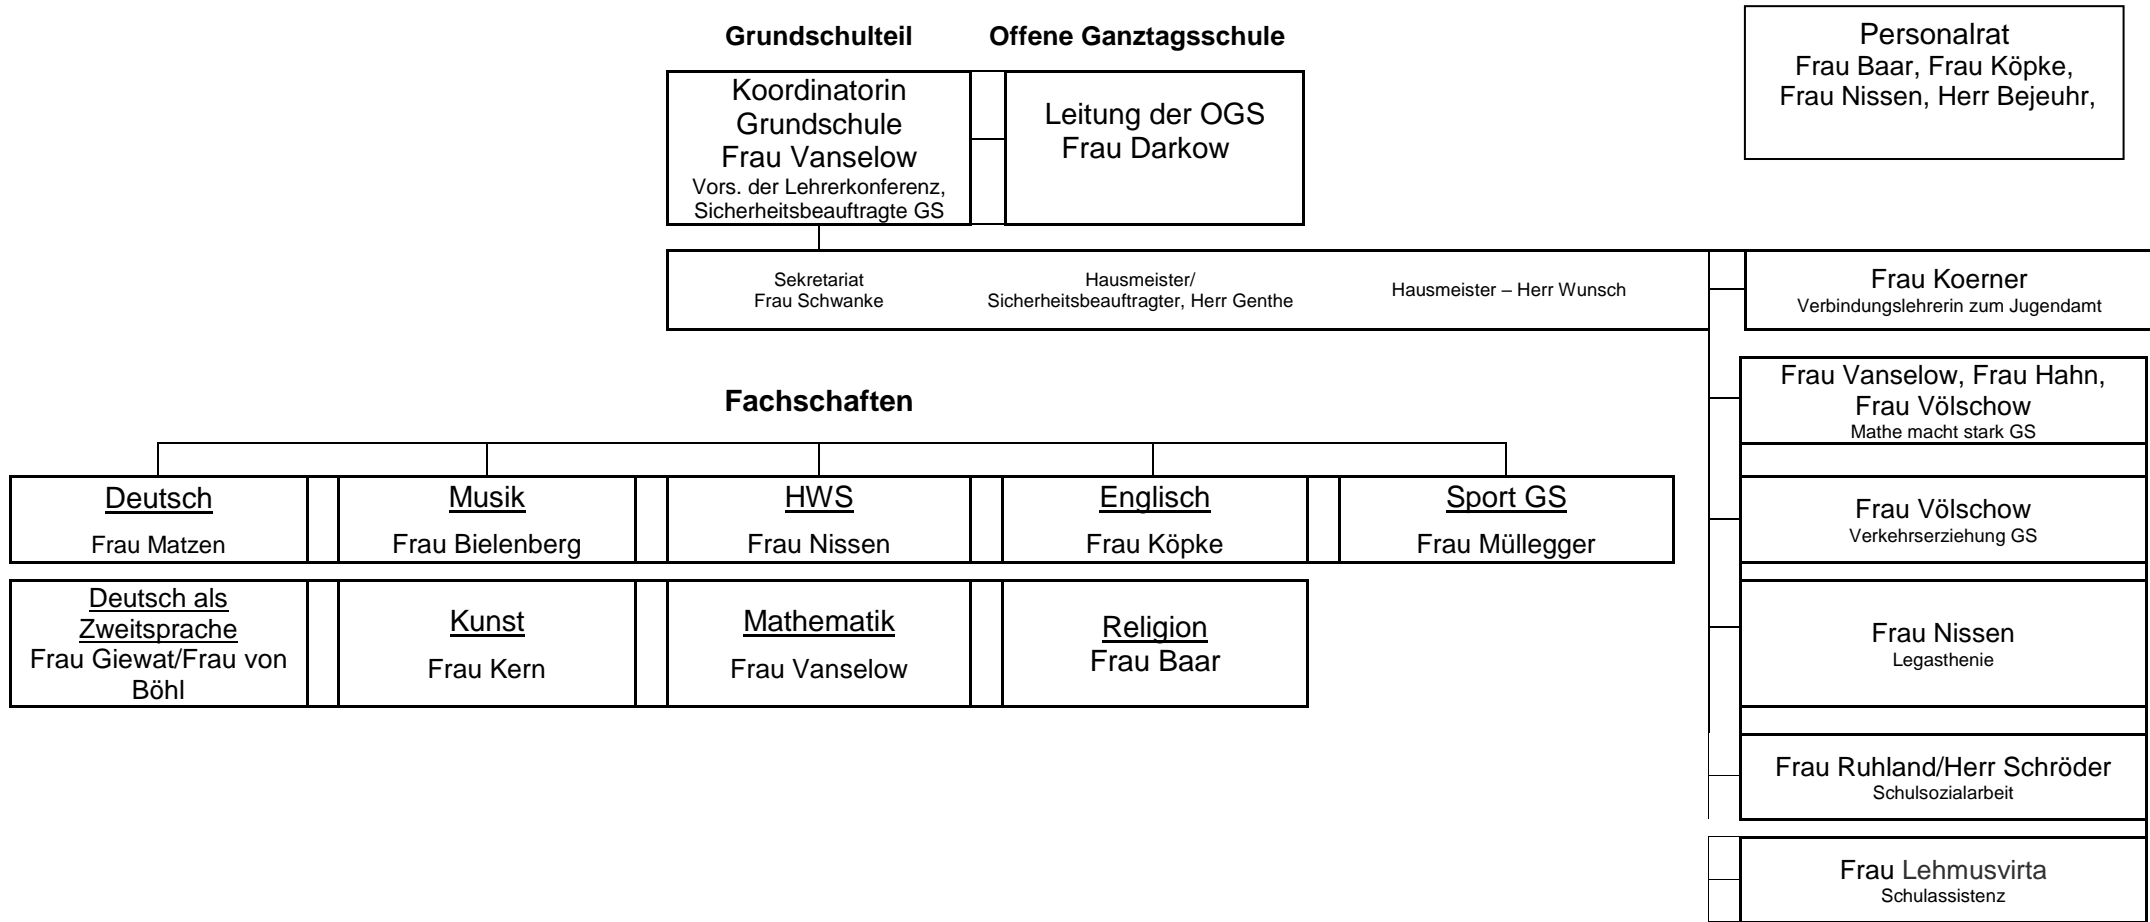 Grundschulteil
Offene Ganztagsschule
Personalrat
Frau Baar, Frau Köpke,
Frau Nissen, Herr Bejeuhr,
Koordinatorin
Grundschule
Frau Vanselow
Vors. der Lehrerkonferenz,
Sicherheitsbeauftragte GS
Leitung der OGS
Frau Darkow
Sekretariat
Frau Schwanke
Hausmeister/
Sicherheitsbeauftragter, Herr Genthe
Hausmeister – Herr Wunsch
Frau Koerner
Verbindungslehrerin zum Jugendamt
Frau Vanselow, Frau Hahn,
Frau Völschow
Mathe macht stark GS
Fachschaften
Deutsch
Frau Matzen
Musik
Frau Bielenberg
HWS
Frau Nissen
Englisch
Frau Köpke
Sport GS
Frau Müllegger
Frau Völschow
Verkehrserziehung GS
Deutsch als
Zweitsprache
Frau Giewat/Frau von
Böhl
Kunst
Frau Kern
Mathematik
Frau Vanselow
Religion
Frau Baar
Frau Nissen
Legasthenie
Frau Ruhland/Herr Schröder
Schulsozialarbeit
Frau Lehmusvirta
Schulassistenz